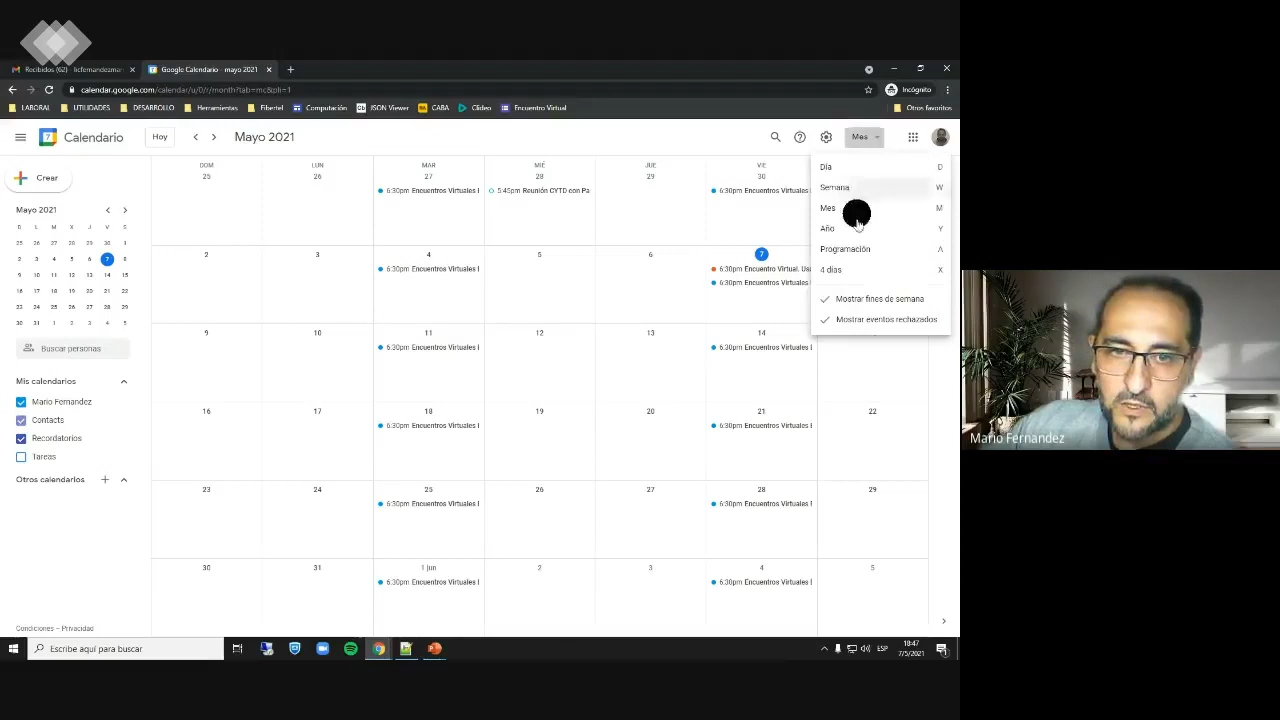 Recibidos (62) - licfernandezmar
Google Calendario - mayo 2021
calendar.google.com/calendar/u/0/r/month?tab=mc&pli=1
Incógnito
LABORAL
UTILIDADES
DESARROLLO
Herramientas
Fibertel
Computación
JSON Viewer
CABA
Clideo
Encuentro Virtual
Otros favoritos
7
Calendario
Hoy
Mayo 2021
Mes
Crear
Mayo 2021
D L M X J V S
25 26 27 28 29 30 1
2 3 4 5 6 7 8
9 10 11 12 13 14 15
16 17 18 19 20 21 22
23 24 25 26 27 28 29
30 31 1 2 3 4 5
Buscar personas
Mis calendarios
Mario Fernandez
Contacts
Recordatorios
Tareas
Otros calendarios
Condiciones – Privacidad
DOM LUN MAR MIÉ JUE VIE
25 26 27 28 29 30
6:30pm Encuentros Virtuales
5:45pm Reunión CYTD con Pa
6:30pm Encuentros Virtuales
2 3 4 5 6 7
6:30pm Encuentros Virtuales
6:30pm Encuentro Virtual. Us
6:30pm Encuentros Virtuales
9 10 11 12 13 14
6:30pm Encuentros Virtuales
6:30pm Encuentros Virtuales
16 17 18 19 20 21 22
6:30pm Encuentros Virtuales
6:30pm Encuentros Virtuales
23 24 25 26 27 28 29
6:30pm Encuentros Virtuales
6:30pm Encuentros Virtuales
30 31 1 jun 2 3 4 5
6:30pm Encuentros Virtuales
6:30pm Encuentros Virtuales
Día D
Semana W
Mes M
Año Y
Programación A
4 días X
Mostrar fines de semana
Mostrar eventos rechazados
Mario Fernandez
Escribe aquí para buscar
ESP
18:47
7/5/2021